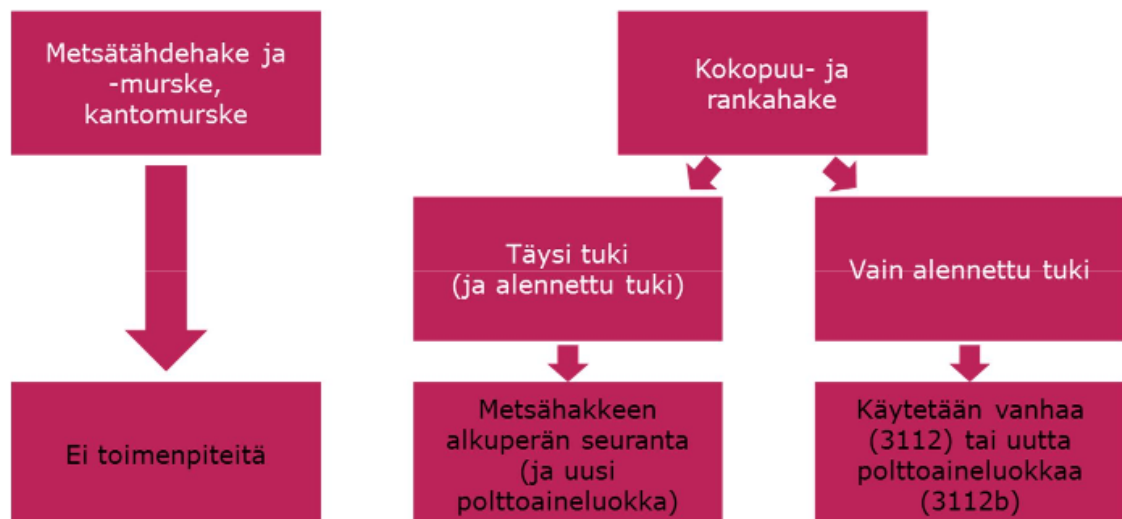 Metsätähdehake ja
-murske,
kantomurske
Kokopuu- ja
rankahake
Täysi tuki
(ja alennettu tuki)
Vain alennettu tuki
Ei toimenpiteitä
Metsähakkeen
alkuperän seuranta
(ja uusi
polttoaineluokka)
Käytetään vanhaa
(3112) tai uutta
polttoaineluokkaa
(3112b)